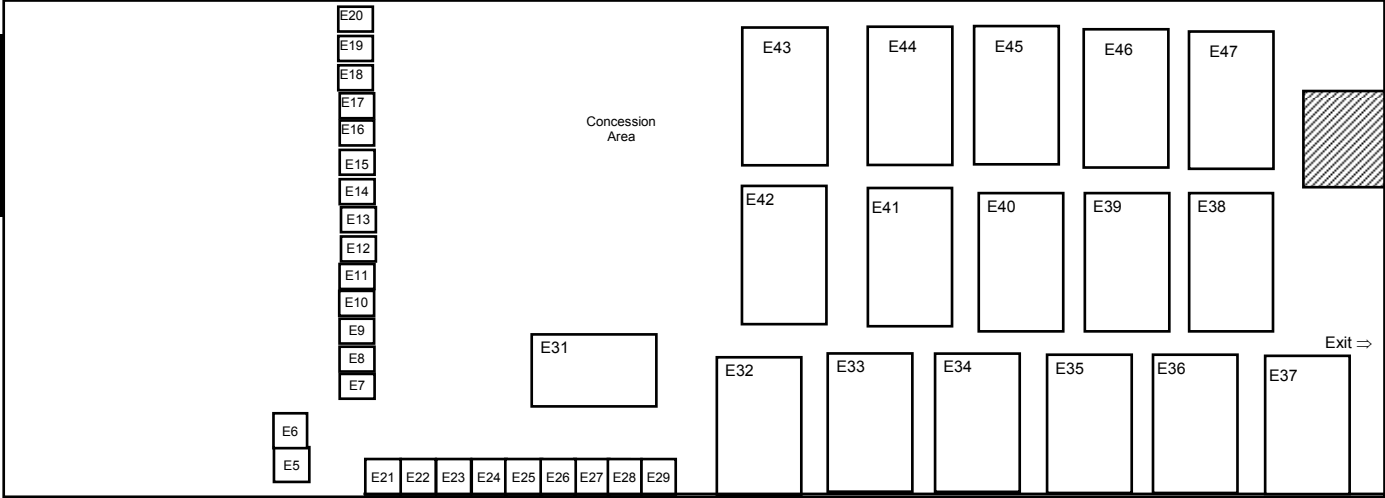 E20
E19
E18
E17
E16
E15
E14
E13
E12
E11
E10
E9
E8
E7
E6
E5
E21 E22 E23 E24 E25 E26 E27 E28 E29
Concession
Area
E31
E43 E44 E45 E46 E47
E42 E41 E40 E39 E38
Exit ⇒
E32 E33 E34 E35 E36 E37